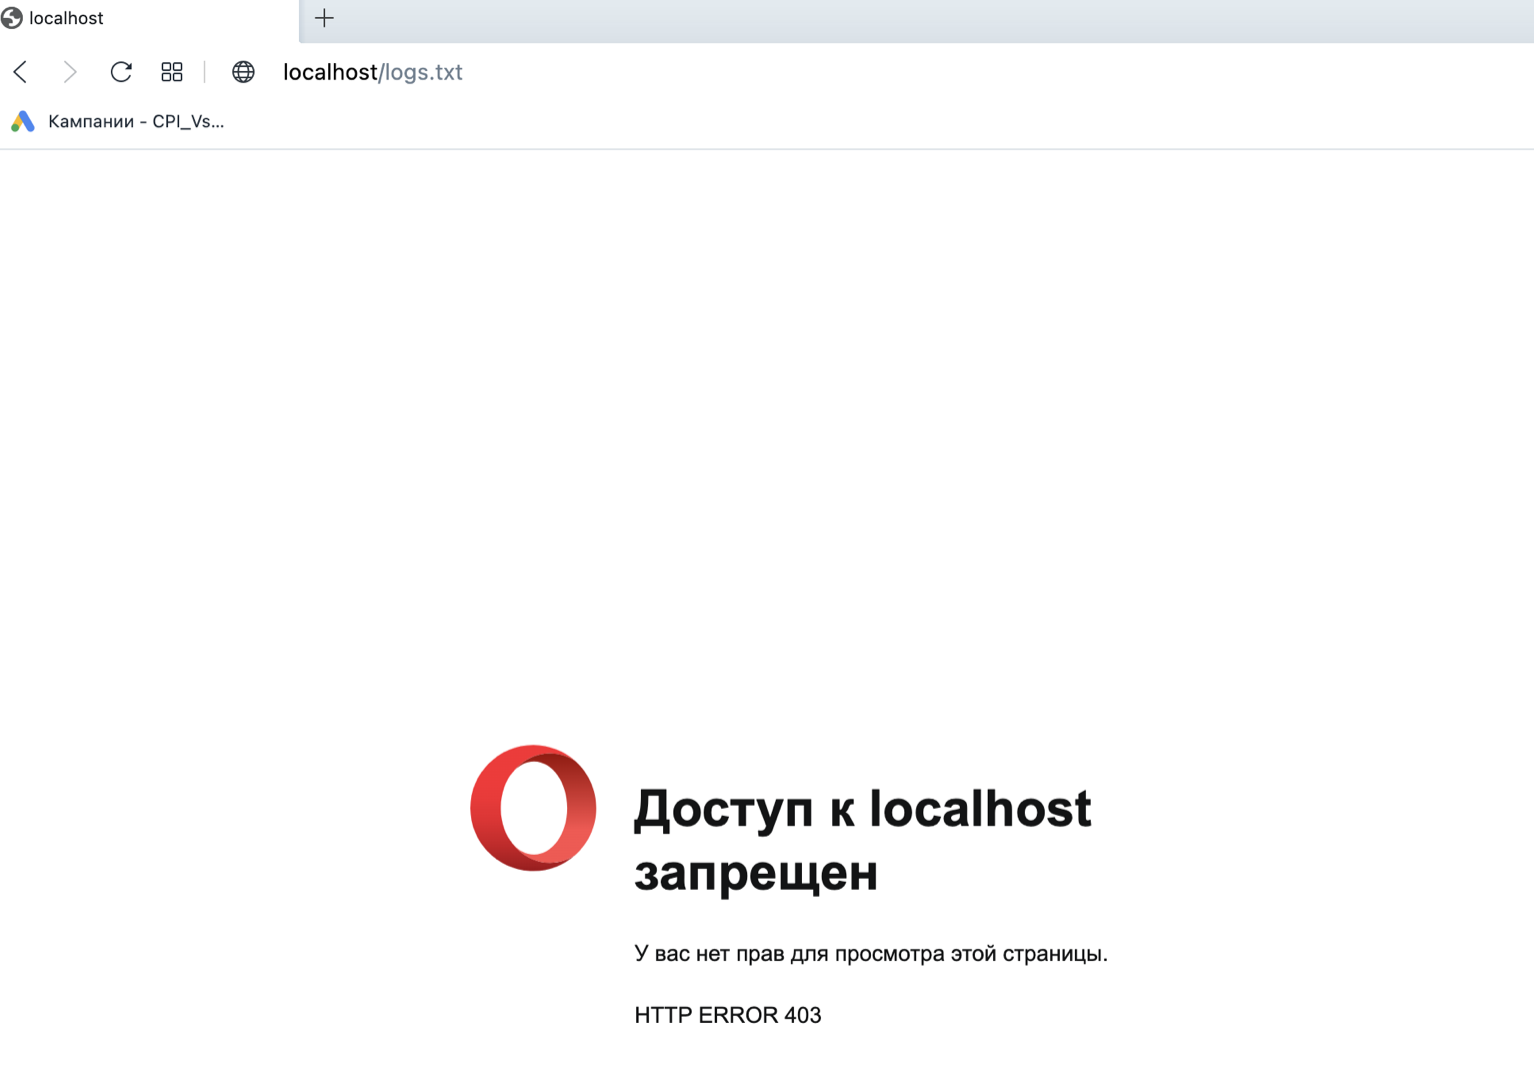 localhost
localhost/logs.txt
Кампании - CPI_Vs...
Доступ к localhost
запрещен
У вас нет прав для просмотра этой страницы.
HTTP ERROR 403